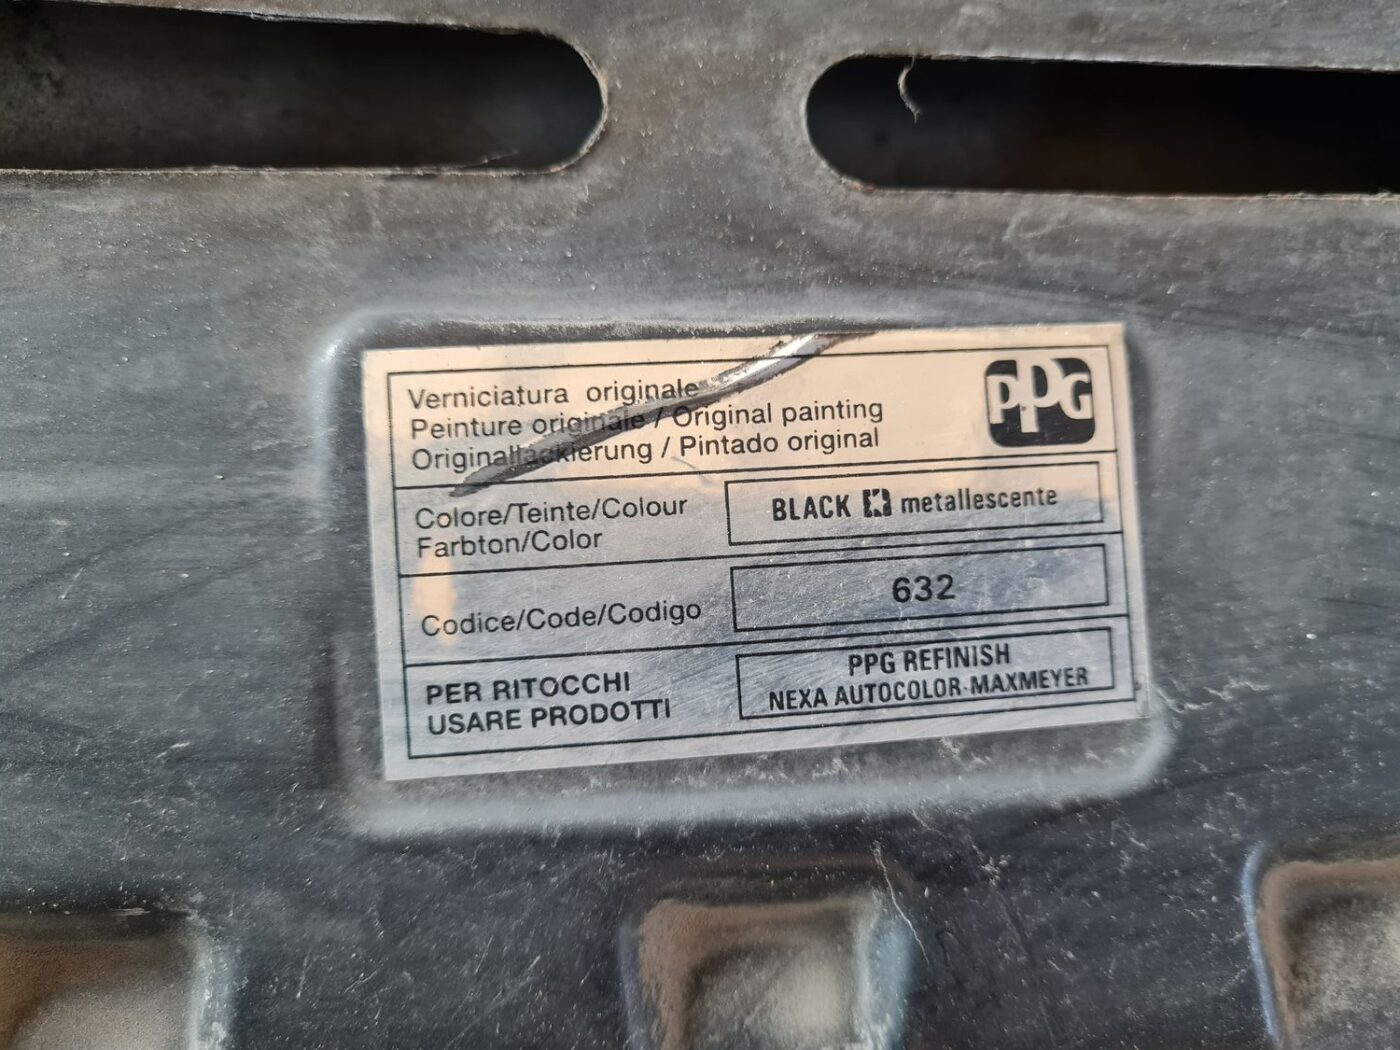 Verniciatura originale
Peinture originale / Original painting
Originallackierung / Pintado original
PPG
Colore/Teinte/Colour
Farbton/Color
BLACK metallescente
Codice/Code/Codigo
632
PER RITOCCHI
USARE PRODOTTI
PPG REFINISH
NEXA AUTOCOLOR-MAXMEYER